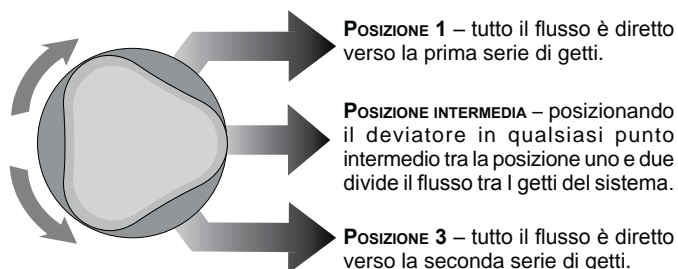 POSIZIONE 1 – tutto il flusso è diretto
verso la prima serie di getti.
POSIZIONE INTERMEDIA – posizionando
il deviatore in qualsiasi punto
intermedio tra la posizione uno e due
divide il flusso tra I getti del sistema.
POSIZIONE 3 – tutto il flusso è diretto
verso la seconda serie di getti.